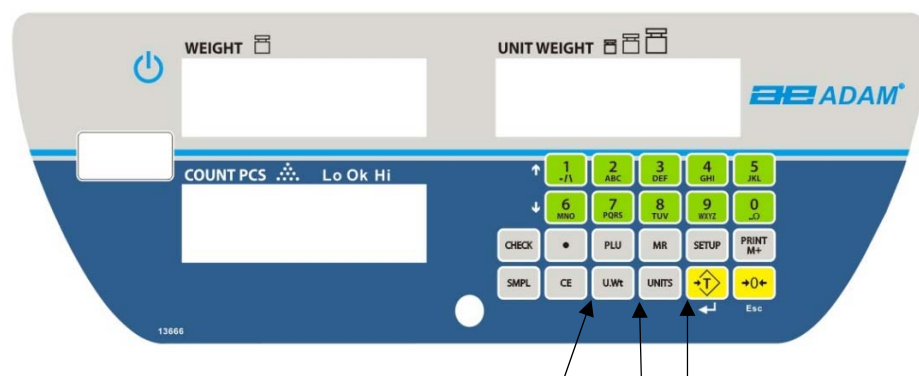 WEIGHT UNIT WEIGHT
ae ADAM®
COUNT PCS Lo Ok Hi
1 2 3 4 5
-/\ ABC DEF GHI JKL
6 7 8 9 0
MNO PQRS TUV WXYZ _Ω
CHECK • PLU MR SETUP PRINT M+
SMPL CE U.Wt UNITS →T← →0←
Esc
13666